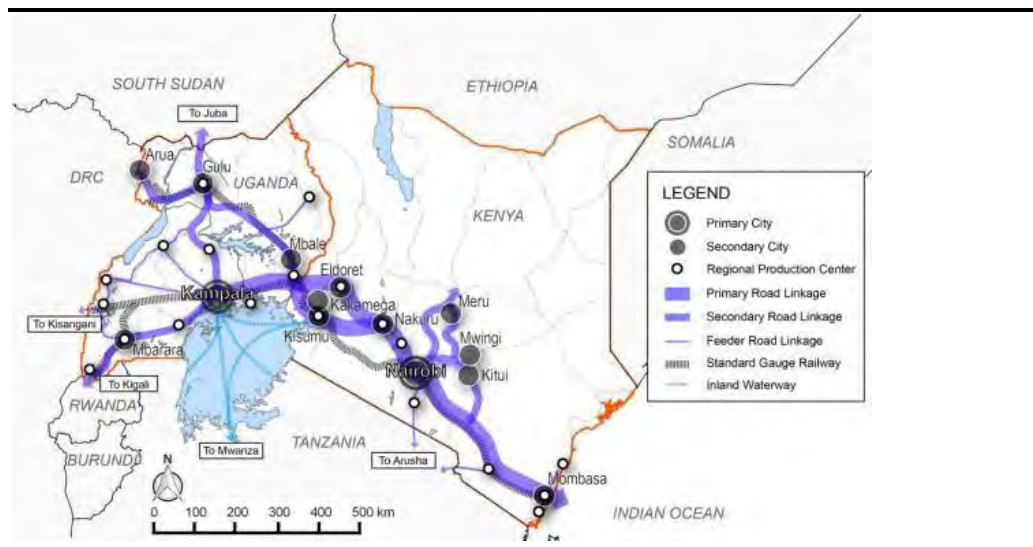 SOUTH SUDAN
ETHIOPIA
SOMALIA
To Juba
Arua
DRC
Gulu
UGANDA
KENYA
LEGEND
Primary City
Secondary City
Regional Production Center
Primary Road Linkage
Secondary Road Linkage
Feeder Road Linkage
Standard Gauge Railway
Inland Waterway
Mbale
Eldoret
Kampala
Kakamega
Meru
To Kisangani
Kisumu
Nakuru
Mwingi
Mbarara
Nairobi
Kitui
To Kigali
RWANDA
To Mwanza
TANZANIA
To Arusha
BURUNDI
N
Mombasa
INDIAN OCEAN
0 100 200 300 400 500 km